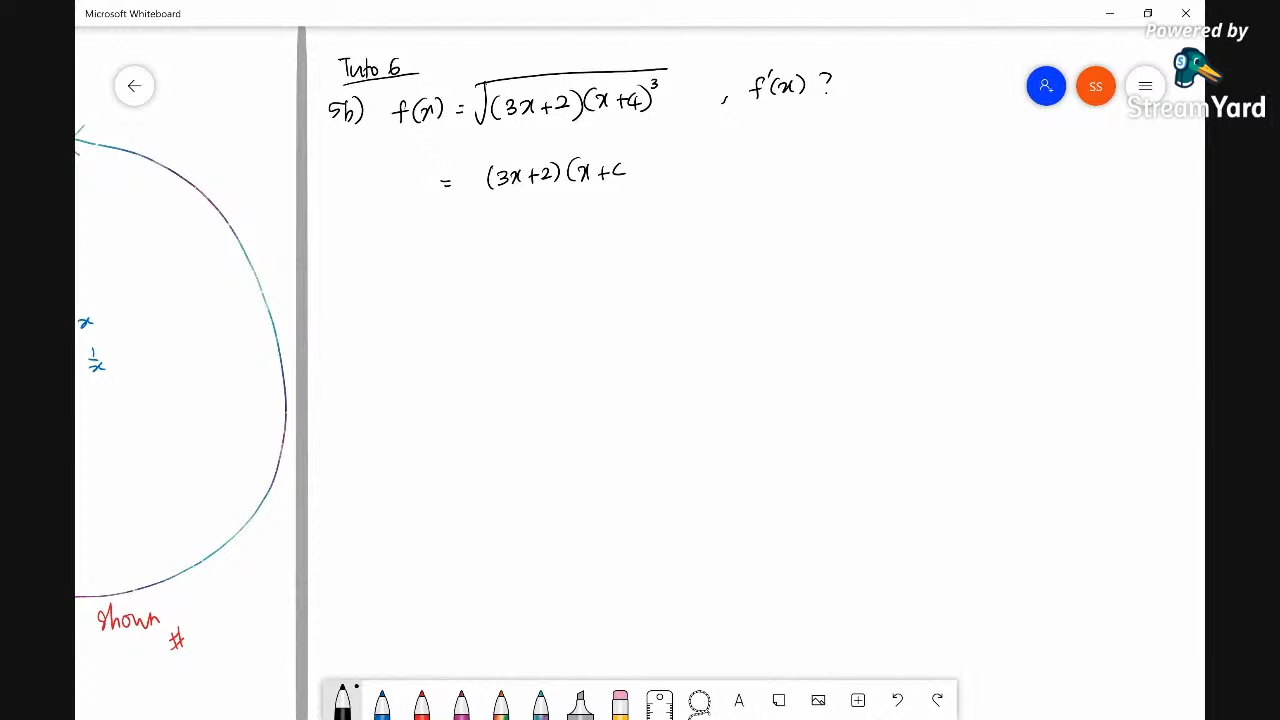 Microsoft Whiteboard
Powered by
StreamYard
SS
Tuto 6
5b) f(x) = √(3x+2)(x+4)³ , f'(x) ?
= (3x+2)(x+c
x
1/x
shown
#
A